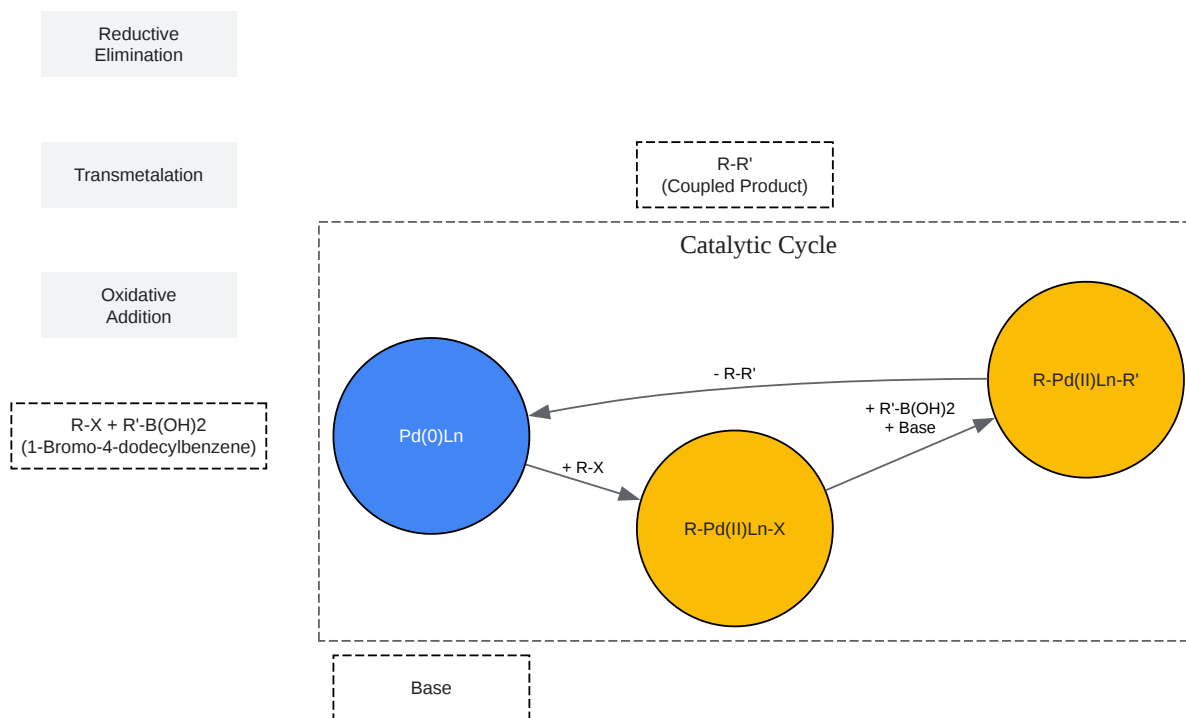 Reductive
Elimination
Transmetalation
R-R'
(Coupled Product)
Catalytic Cycle
Oxidative
Addition
- R-R'
R-Pd(II)Ln-R'
+ R'-B(OH)2
+ Base
R-X + R'-B(OH)2
(1-Bromo-4-dodecylbenzene)
Pd(0)Ln
+ R-X
R-Pd(II)Ln-X
Base